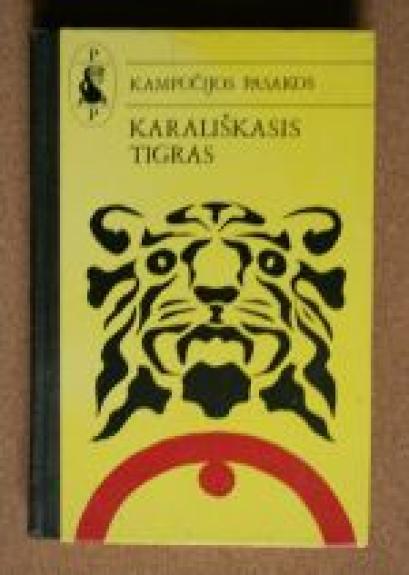 P
P
KAMPUČIJOS PASAKOS
KARALIŠKASIS
TIGRAS